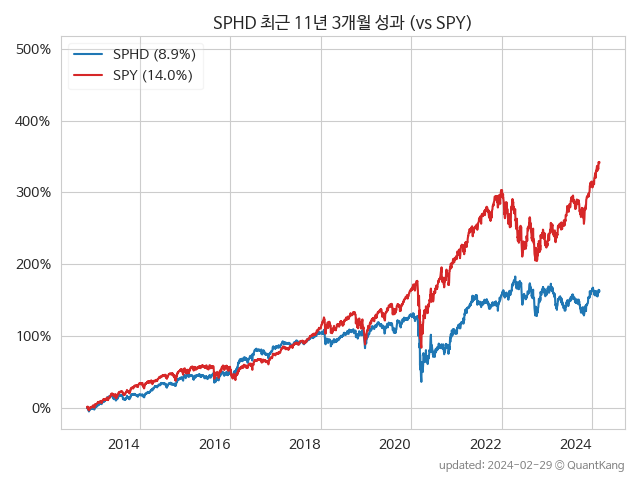 SPHD 최근 11년 3개월 성과 (vs SPY)
SPHD (8.9%)
SPY (14.0%)
500%
400%
300%
200%
100%
0%
2014 2016 2018 2020 2022 2024
updated: 2024-02-29 © QuantKang